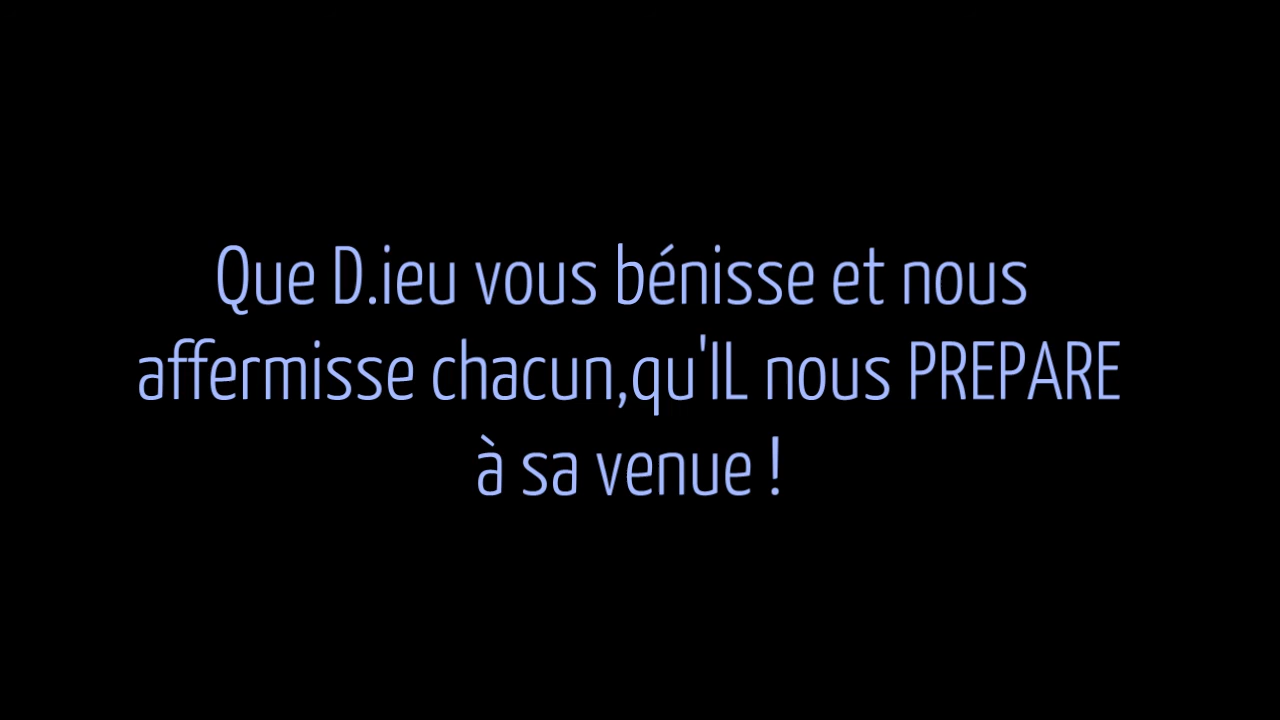 Que D.ieu vous bénisse et nous
affermisse chacun,qu'IL nous PREPARE
à sa venue !